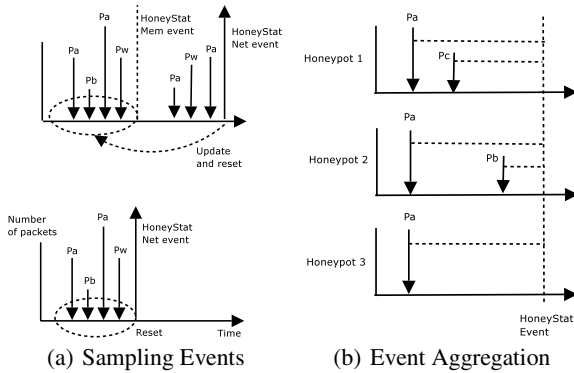 HoneyStat
Mem event
HoneyStat
Net event
Pa
Pa
Pb
Pw
Pa
Pw
Pa
Update
and reset
Number
of packets
Pa
Pa
Pb
Pw
HoneyStat
Net event
Reset
Time
(a) Sampling Events
Honeypot 1
Pa
Pc
Honeypot 2
Pa
Pb
Honeypot 3
Pa
HoneyStat
Event
(b) Event Aggregation